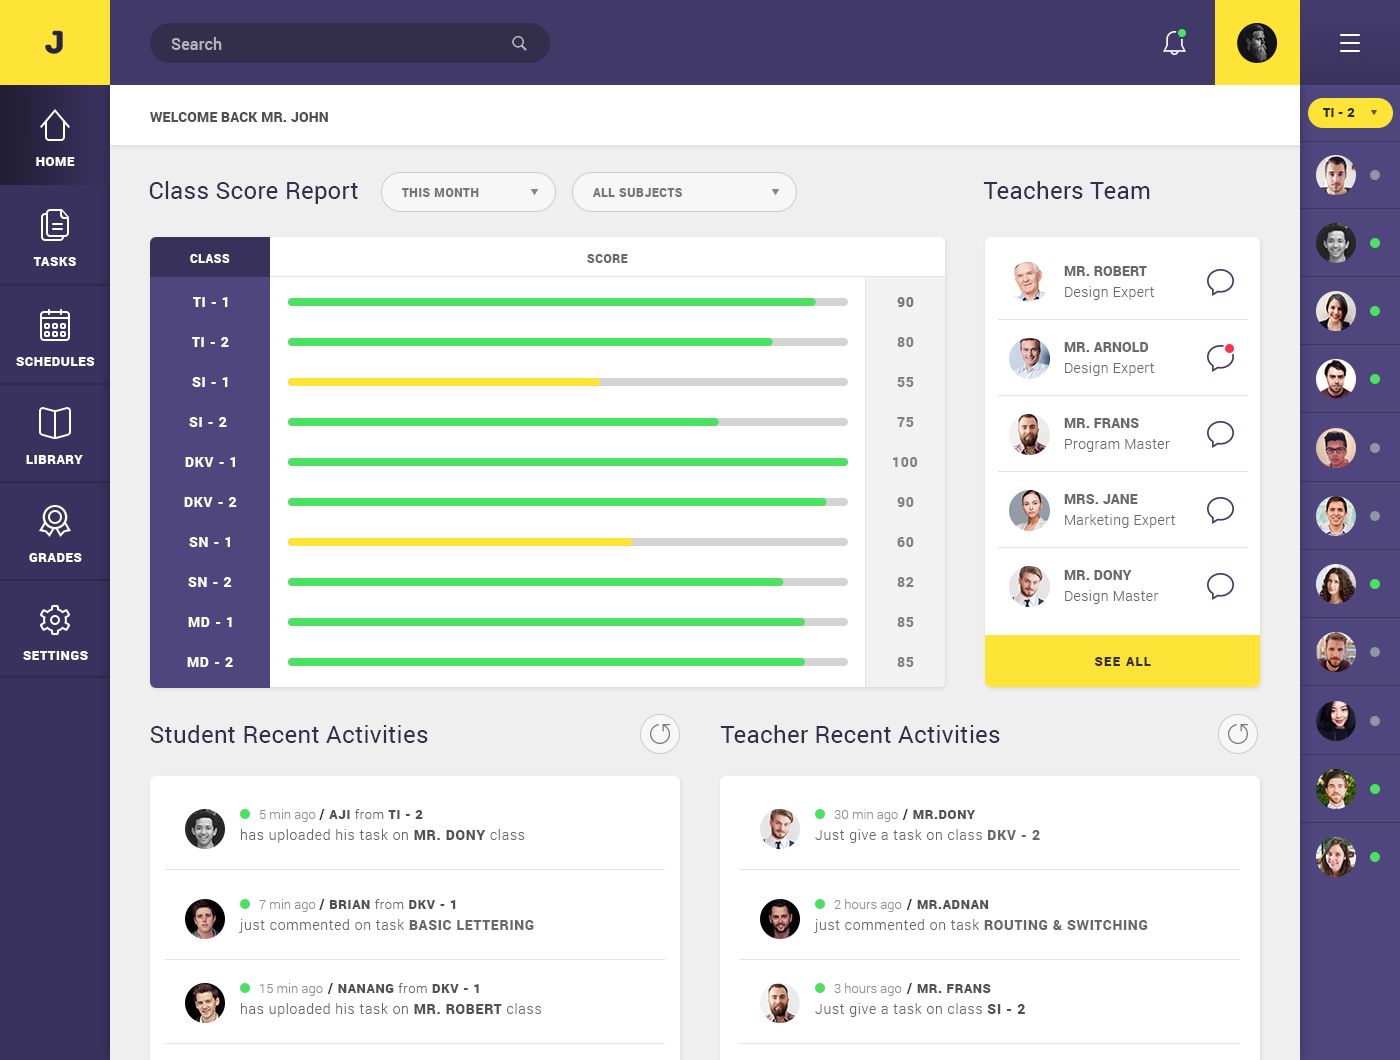 J
Search
TI - 2
HOME
TASKS
SCHEDULES
LIBRARY
GRADES
SETTINGS
WELCOME BACK MR. JOHN
Class Score Report
THIS MONTH
ALL SUBJECTS
CLASS SCORE
TI - 1 90
TI - 2 80
SI - 1 55
SI - 2 75
DKV - 1 100
DKV - 2 90
SN - 1 60
SN - 2 82
MD - 1 85
MD - 2 85
Teachers Team
MR. ROBERT
Design Expert
MR. ARNOLD
Design Expert
MR. FRANS
Program Master
MRS. JANE
Marketing Expert
MR. DONY
Design Master
SEE ALL
Student Recent Activities
5 min ago / AJI from TI - 2
has uploaded his task on MR. DONY class
7 min ago / BRIAN from DKV - 1
just commented on task BASIC LETTERING
15 min ago / NANANG from DKV - 1
has uploaded his task on MR. ROBERT class
Teacher Recent Activities
30 min ago / MR.DONY
Just give a task on class DKV - 2
2 hours ago / MR.ADNAN
just commented on task ROUTING & SWITCHING
3 hours ago / MR. FRANS
Just give a task on class SI - 2